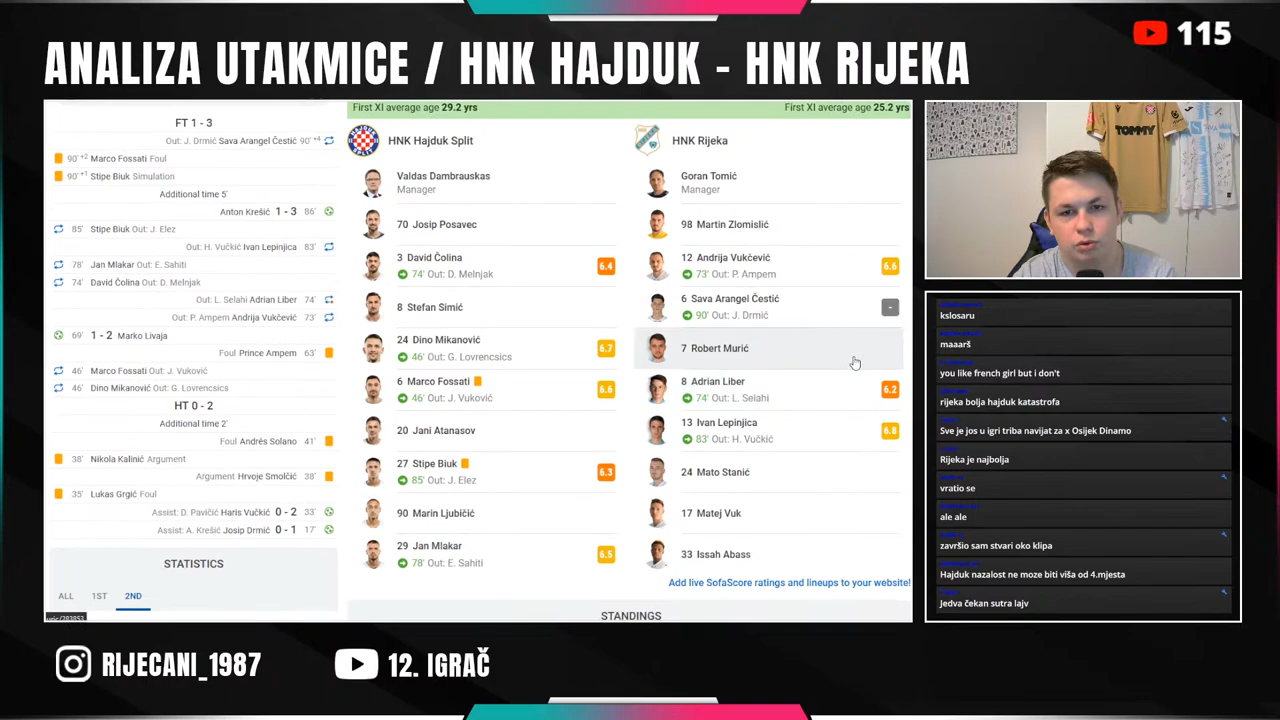 ANALIZA UTAKMICE / HNK HAJDUK - HNK RIJEKA
115
FT 1 - 3
Out: J. Drmić Sava Arangel Čestić 90'+4
90'+2 Marco Fossati Foul
90'+1 Stipe Biuk Simulation
Additional time 5'
Anton Krešić 1 - 3 86'
85' Stipe Biuk Out: J. Elez
Out: H. Vučkić Ivan Lepinjica 83'
78' Jan Mlakar Out: E. Sahiti
74' David Čolina Out: D. Melnjak
Out: L. Selahi Adrian Liber 74'
Out: P. Ampem Andrija Vukčević 73'
69' 1 - 2 Marko Livaja
Foul Prince Ampem 63'
46' Marco Fossati Out: J. Vuković
46' Dino Mikanović Out: G. Lovrencsics
HT 0 - 2
Additional time 2'
Foul Andrés Solano 41'
38' Nikola Kalinić Argument
Argument Hrvoje Smolčić 38'
35' Lukas Grgić Foul
Assist: D. Pavičić Haris Vučkić 0 - 2 33'
Assist: A. Krešić Josip Drmić 0 - 1 17'
STATISTICS
ALL 1ST 2ND
First XI average age 29.2 yrs
First XI average age 25.2 yrs
HNK Hajduk Split
Valdas Dambrauskas
Manager
70 Josip Posavec
3 David Čolina
74' Out: D. Melnjak
6.4
8 Stefan Simić
24 Dino Mikanović
46' Out: G. Lovrencsics
6.7
6 Marco Fossati
46' Out: J. Vuković
6.6
20 Jani Atanasov
27 Stipe Biuk
85' Out: J. Elez
6.3
90 Marin Ljubičić
29 Jan Mlakar
78' Out: E. Sahiti
6.5
HNK Rijeka
Goran Tomić
Manager
98 Martin Zlomislić
12 Andrija Vukčević
73' Out: P. Ampem
6.6
6 Sava Arangel Čestić
90' Out: J. Drmić
-
7 Robert Murić
8 Adrian Liber
74' Out: L. Selahi
6.2
13 Ivan Lepinjica
83' Out: H. Vučkić
6.8
24 Mato Stanić
17 Matej Vuk
33 Issah Abass
Add live SofaScore ratings and lineups to your website!
STANDINGS
TOMMY
kslosaru
maaarš
you like french girl but i don't
rijeka bolja hajduk katastrofa
Sve je jos u igri triba navijat za x Osijek Dinamo
Rijeka je najbolja
vratio se
ale ale
završio sam stvari oko klipa
Hajduk nazalost ne moze biti viša od 4.mjesta
Jedva čekan sutra lajv
RIJECANI_1987
12. IGRAČ